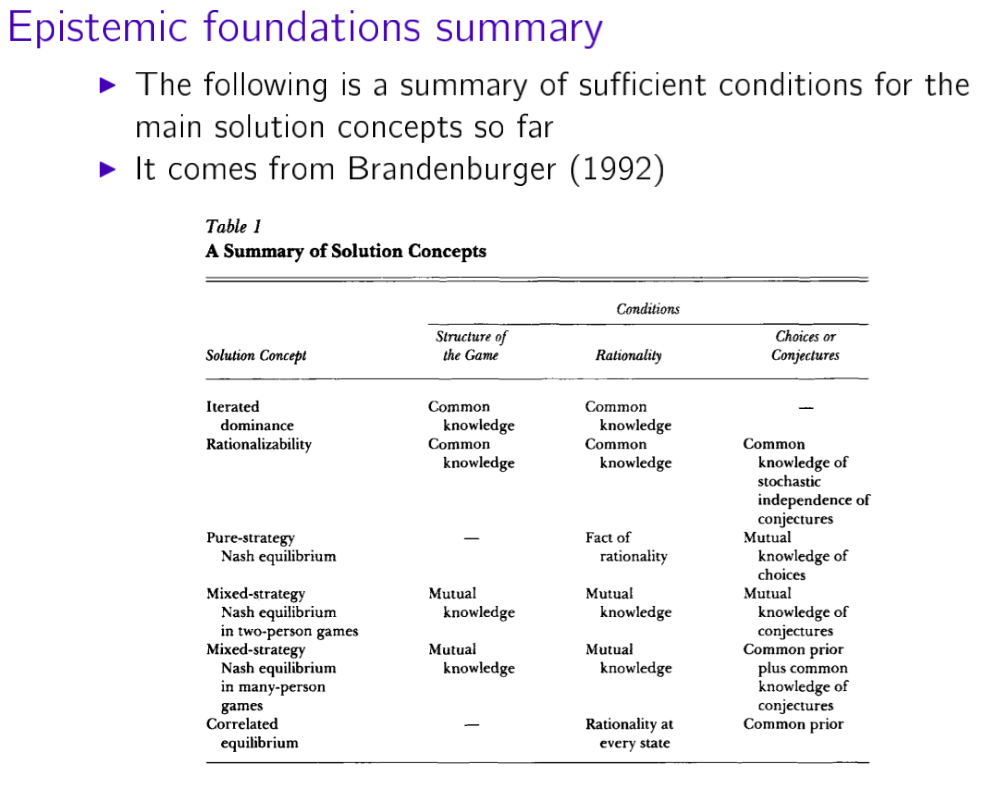 Epistemic foundations summary
▶ The following is a summary of sufficient conditions for the
main solution concepts so far
▶ It comes from Brandenburger (1992)
Table 1
A Summary of Solution Concepts
Conditions
Structure of Choices or
Solution Concept the Game Rationality Conjectures
Iterated Common Common —
dominance knowledge knowledge
Rationalizability Common Common Common
knowledge knowledge knowledge of
stochastic
independence of
conjectures
Pure-strategy — Fact of Mutual
Nash equilibrium rationality knowledge of
choices
Mixed-strategy Mutual Mutual Mutual
Nash equilibrium knowledge knowledge knowledge of
in two-person games conjectures
Mixed-strategy Mutual Mutual Common prior
Nash equilibrium knowledge knowledge plus common
in many-person knowledge of
games conjectures
Correlated — Rationality at Common prior
equilibrium every state